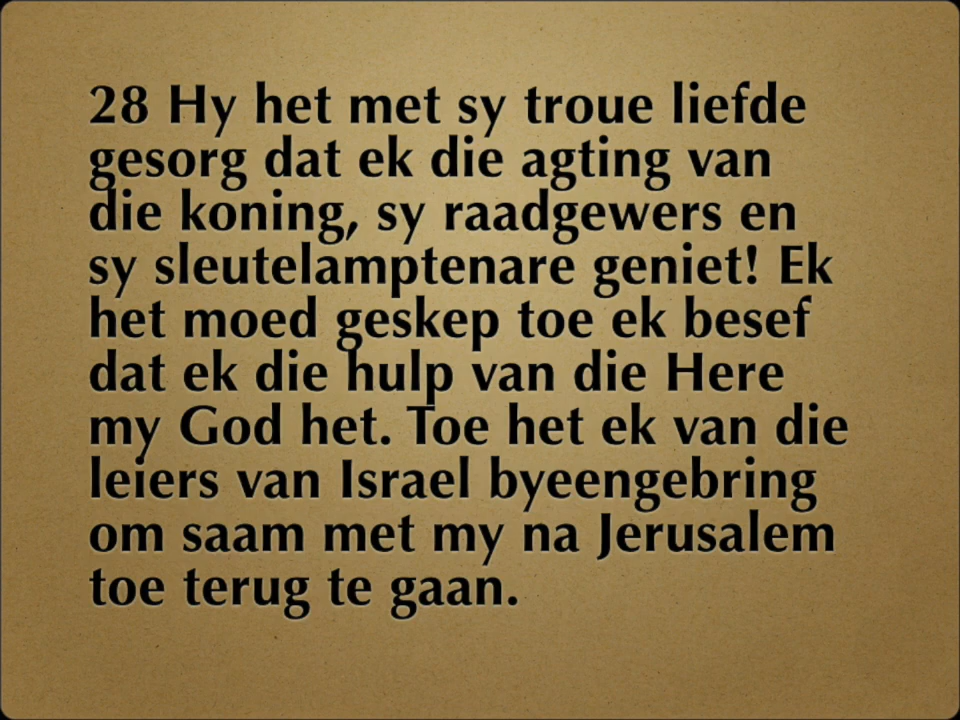 28 Hy het met sy troue liefde
gesorg dat ek die agting van
die koning, sy raadgewers en
sy sleutelamptenare geniet! Ek
het moed geskep toe ek besef
dat ek die hulp van die Here
my God het. Toe het ek van die
leiers van Israel byeengebring
om saam met my na Jerusalem
toe terug te gaan.